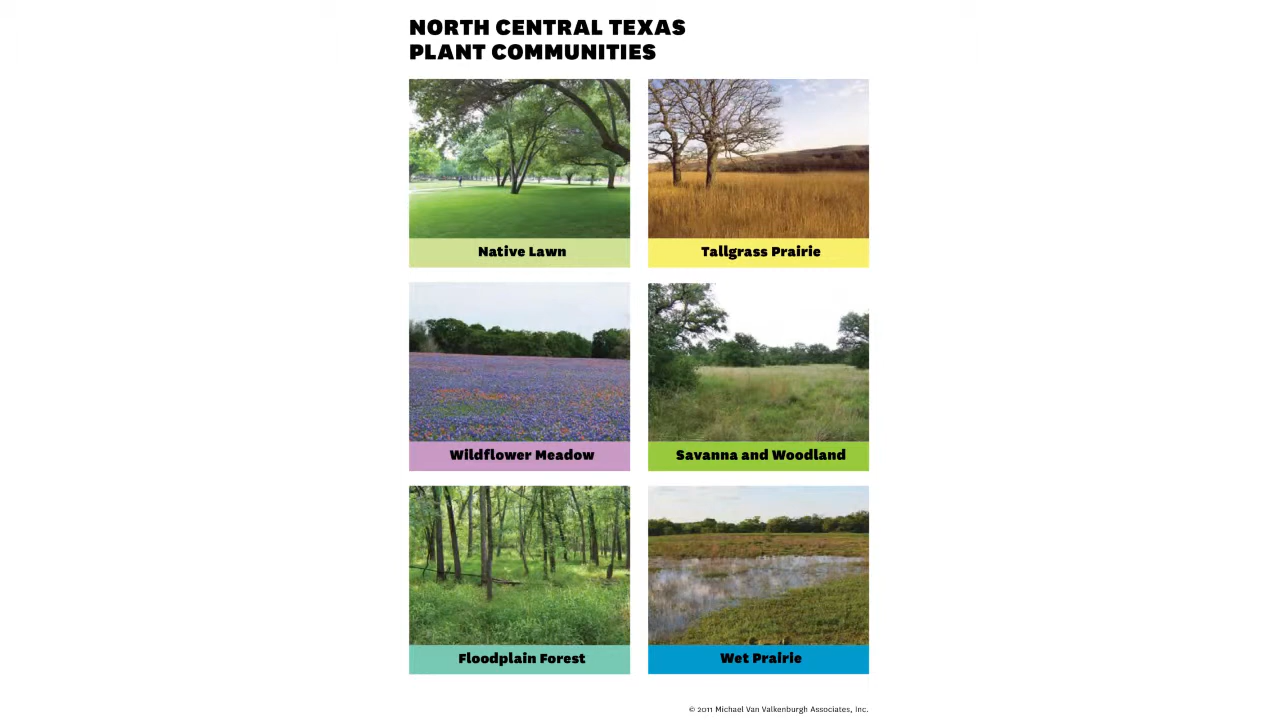 NORTH CENTRAL TEXAS
PLANT COMMUNITIES
Native Lawn
Tallgrass Prairie
Wildflower Meadow
Savanna and Woodland
Floodplain Forest
Wet Prairie
© 2011 Michael Van Valkenburgh Associates, Inc.